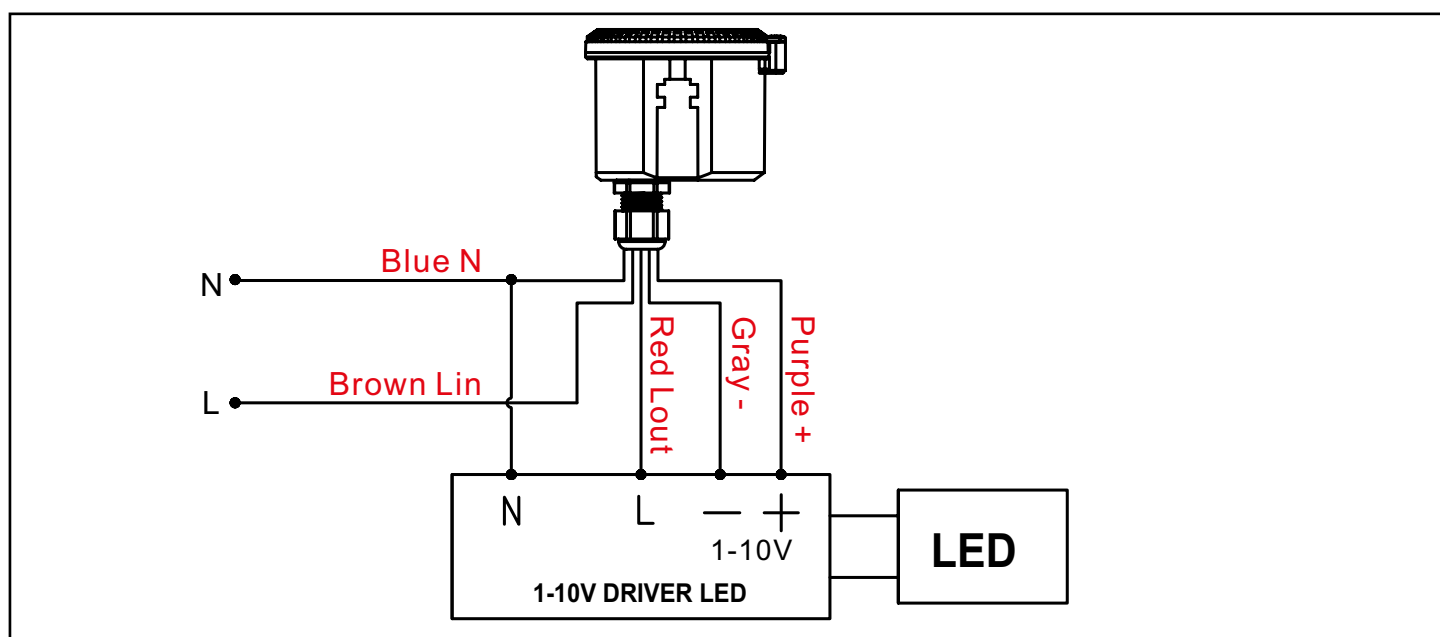 N
Blue N
L
Brown Lin
Red Lout
Gray -
Purple +
N L — +
1-10V
1-10V DRIVER LED
LED